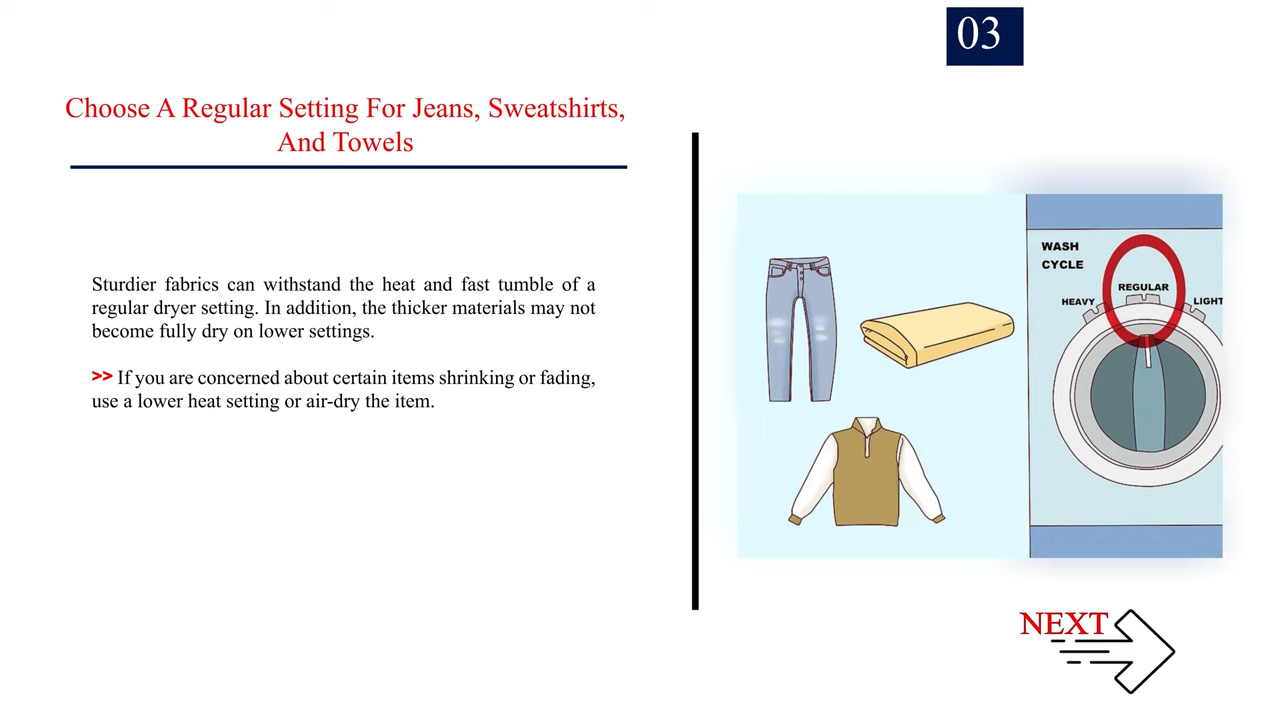 03
Choose A Regular Setting For Jeans, Sweatshirts,
And Towels
Sturdier fabrics can withstand the heat and fast tumble of a
regular dryer setting. In addition, the thicker materials may not
become fully dry on lower settings.
>> If you are concerned about certain items shrinking or fading,
use a lower heat setting or air-dry the item.
WASH
CYCLE
HEAVY REGULAR LIGHT
NEXT